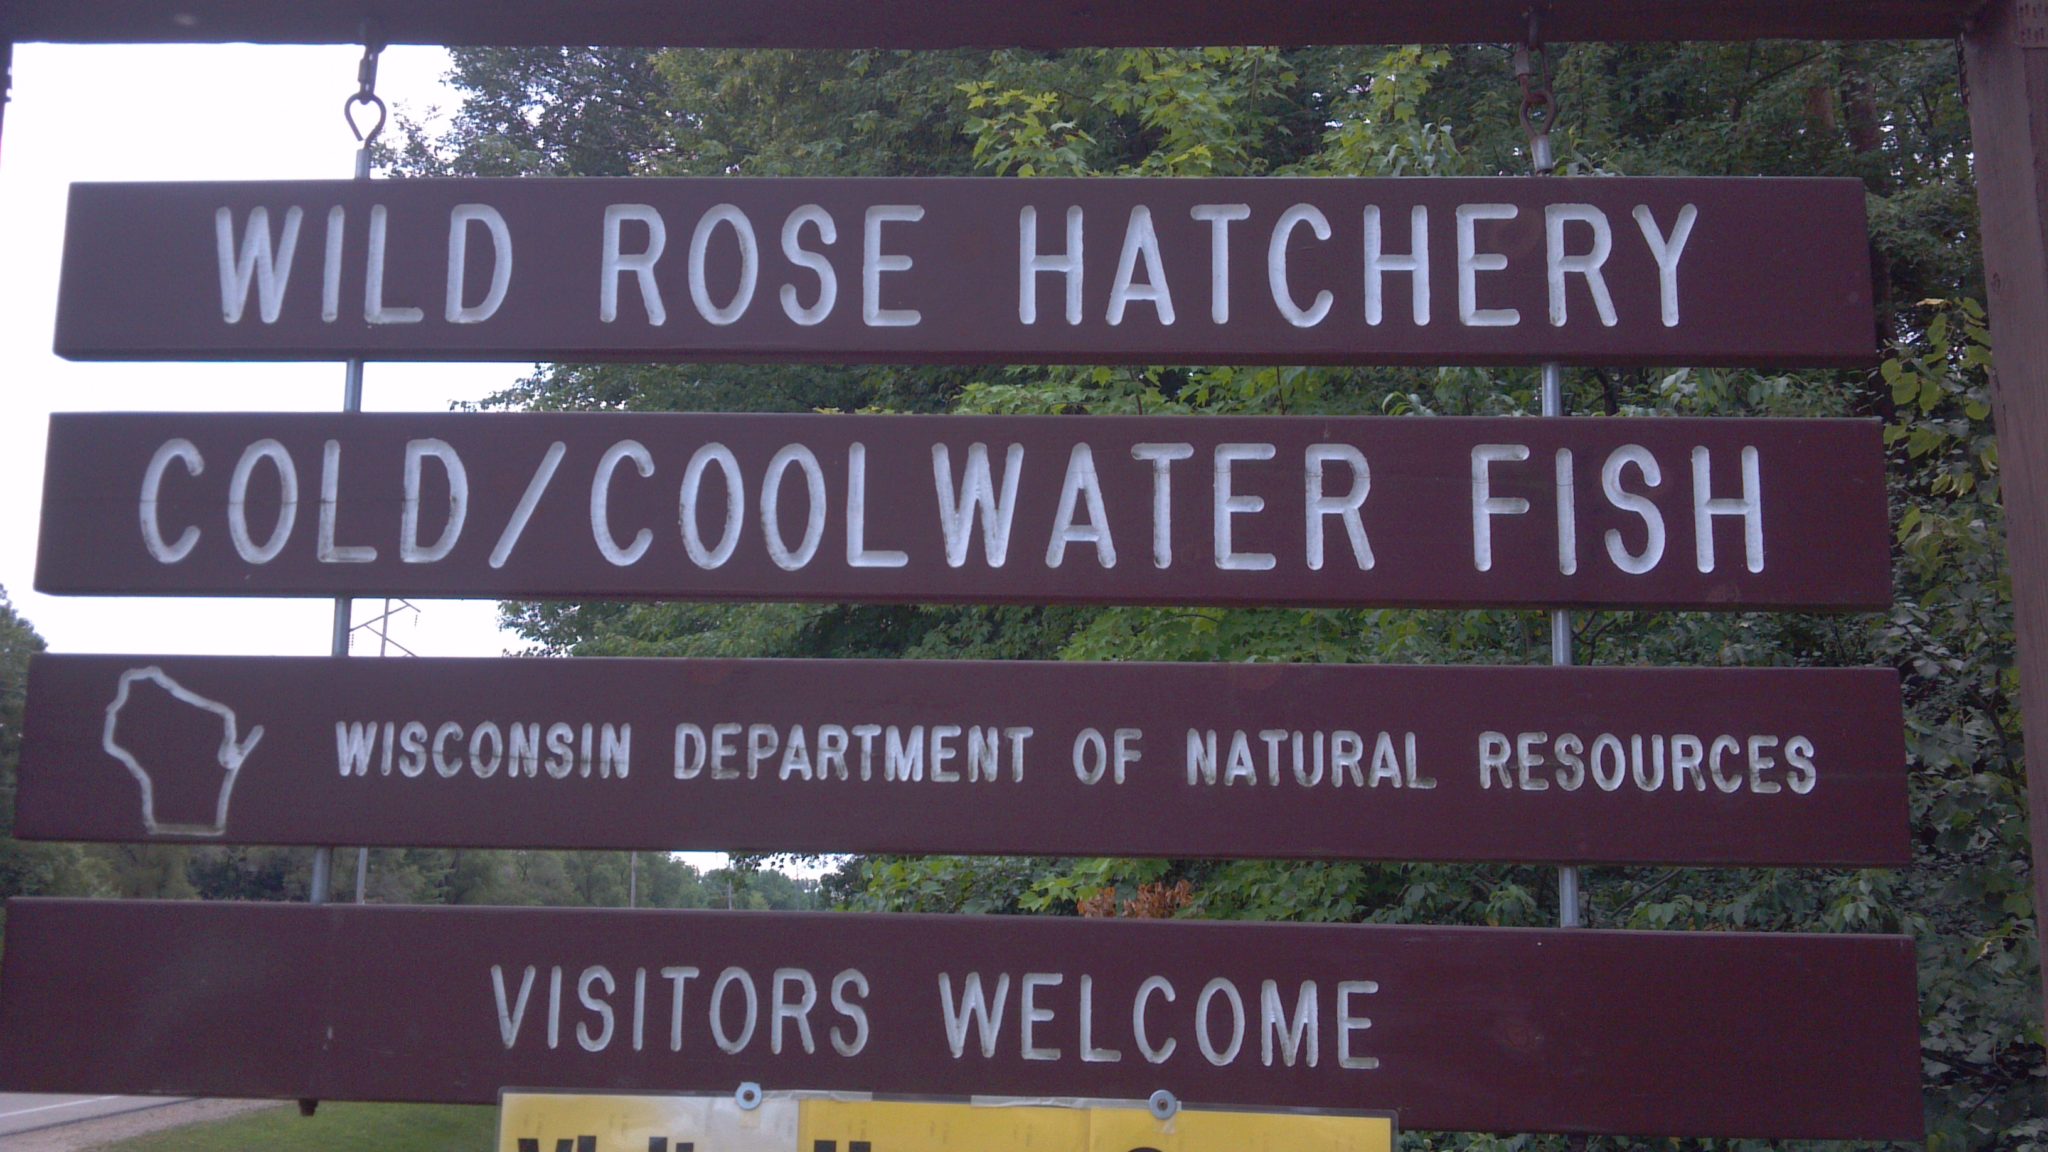 WILD ROSE HATCHERY
COLD/COOLWATER FISH
WISCONSIN DEPARTMENT OF NATURAL RESOURCES
VISITORS WELCOME